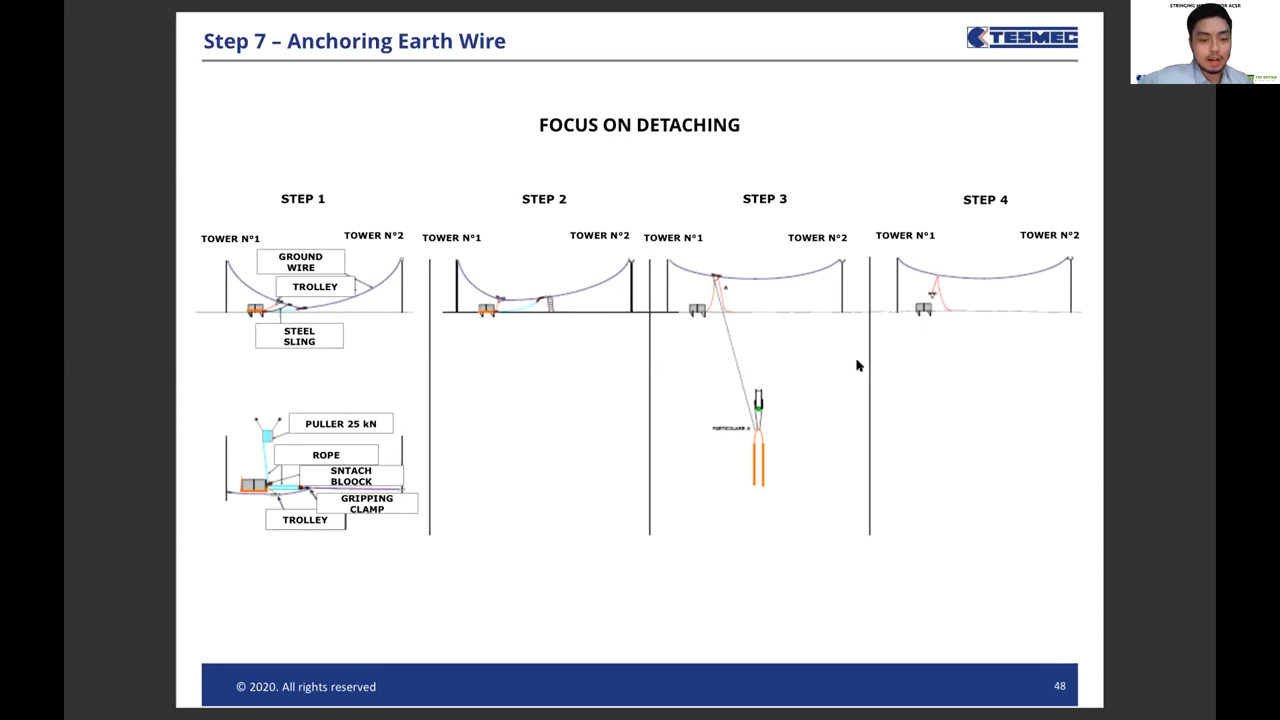 Step 7 – Anchoring Earth Wire
TESMEC
FOCUS ON DETACHING
STEP 1
STEP 2
STEP 3
STEP 4
TOWER N°1
TOWER N°2
TOWER N°1
TOWER N°2
TOWER N°1
TOWER N°2
TOWER N°1
TOWER N°2
GROUND
WIRE
TROLLEY
STEEL
SLING
A
PUPULLER 25 kN
ROPE
SNTACH
BLOOCK
GRIPPING
CLAMP
TROLLEY
PARTICOLARE A
© 2020. All rights reserved
48